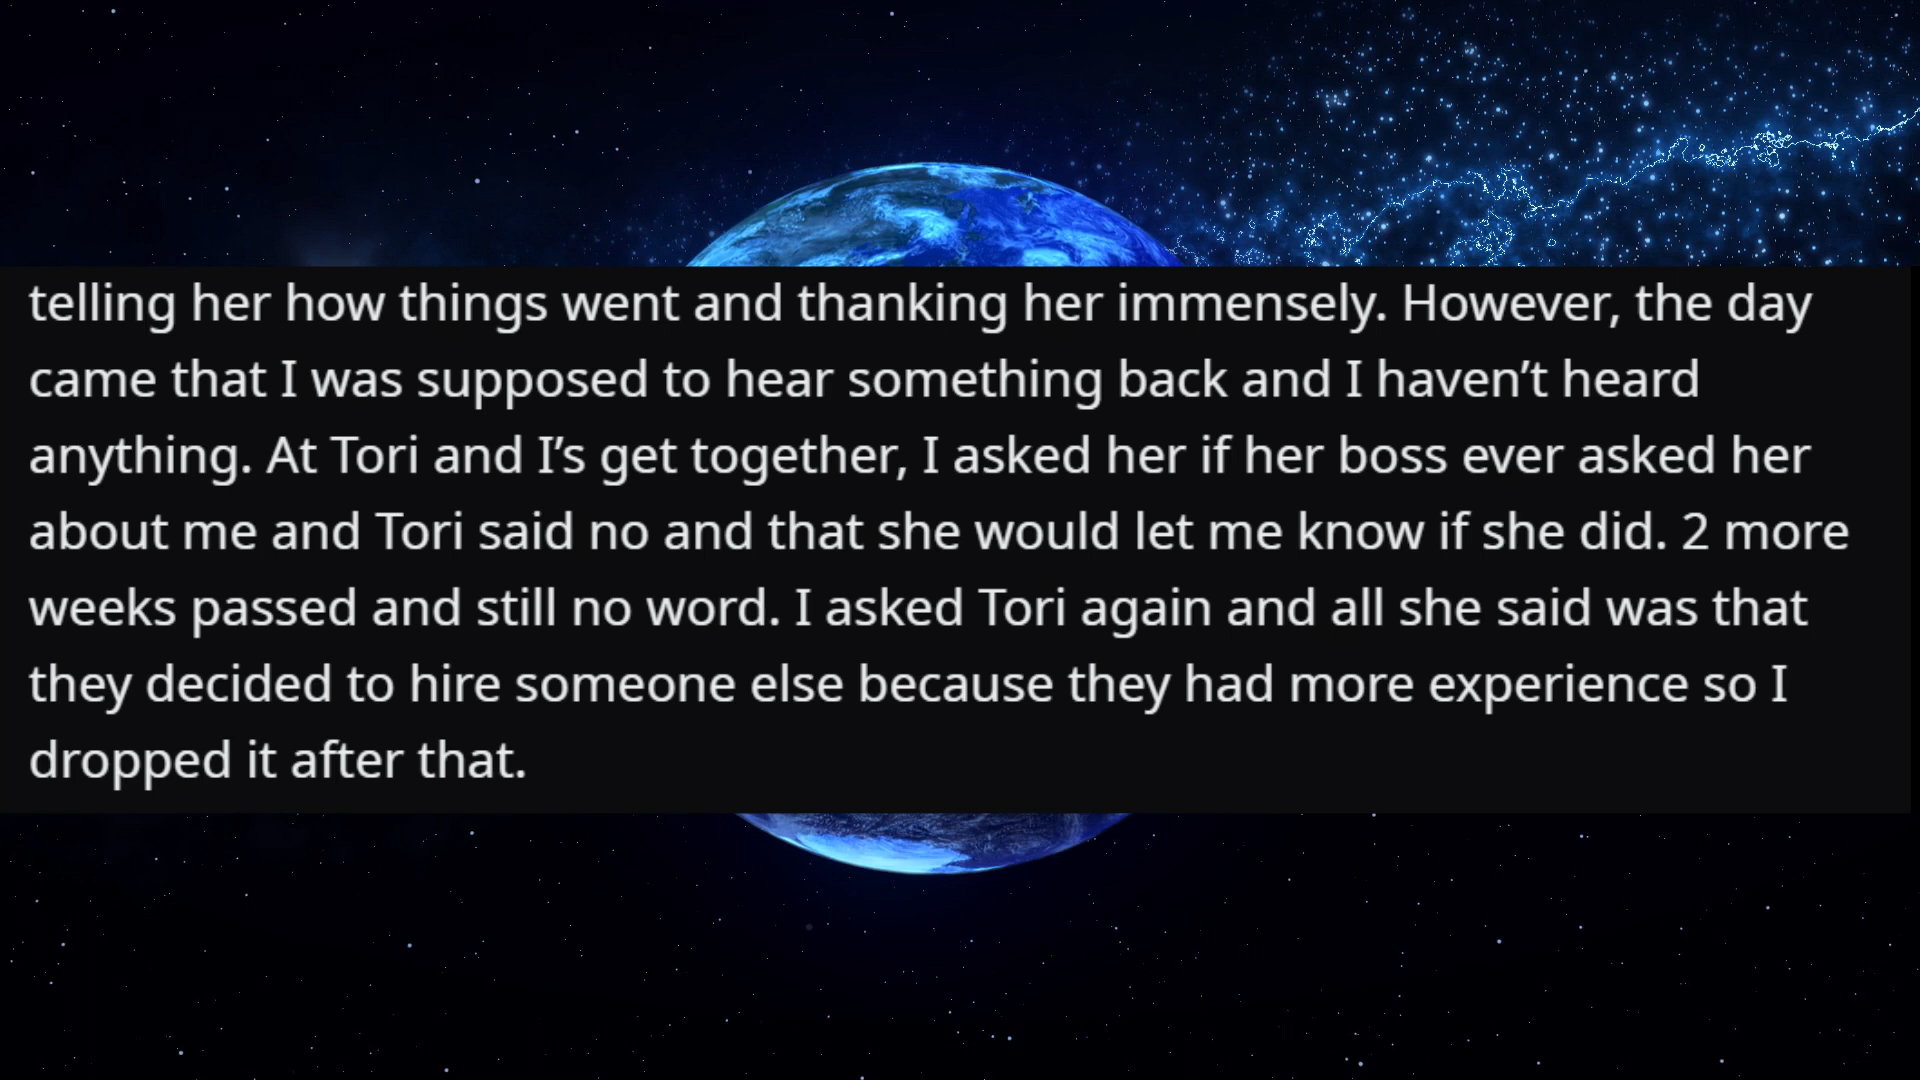 telling her how things went and thanking her immensely. However, the day
came that I was supposed to hear something back and I haven’t heard
anything. At Tori and I’s get together, I asked her if her boss ever asked her
about me and Tori said no and that she would let me know if she did. 2 more
weeks passed and still no word. I asked Tori again and all she said was that
they decided to hire someone else because they had more experience so I
dropped it after that.